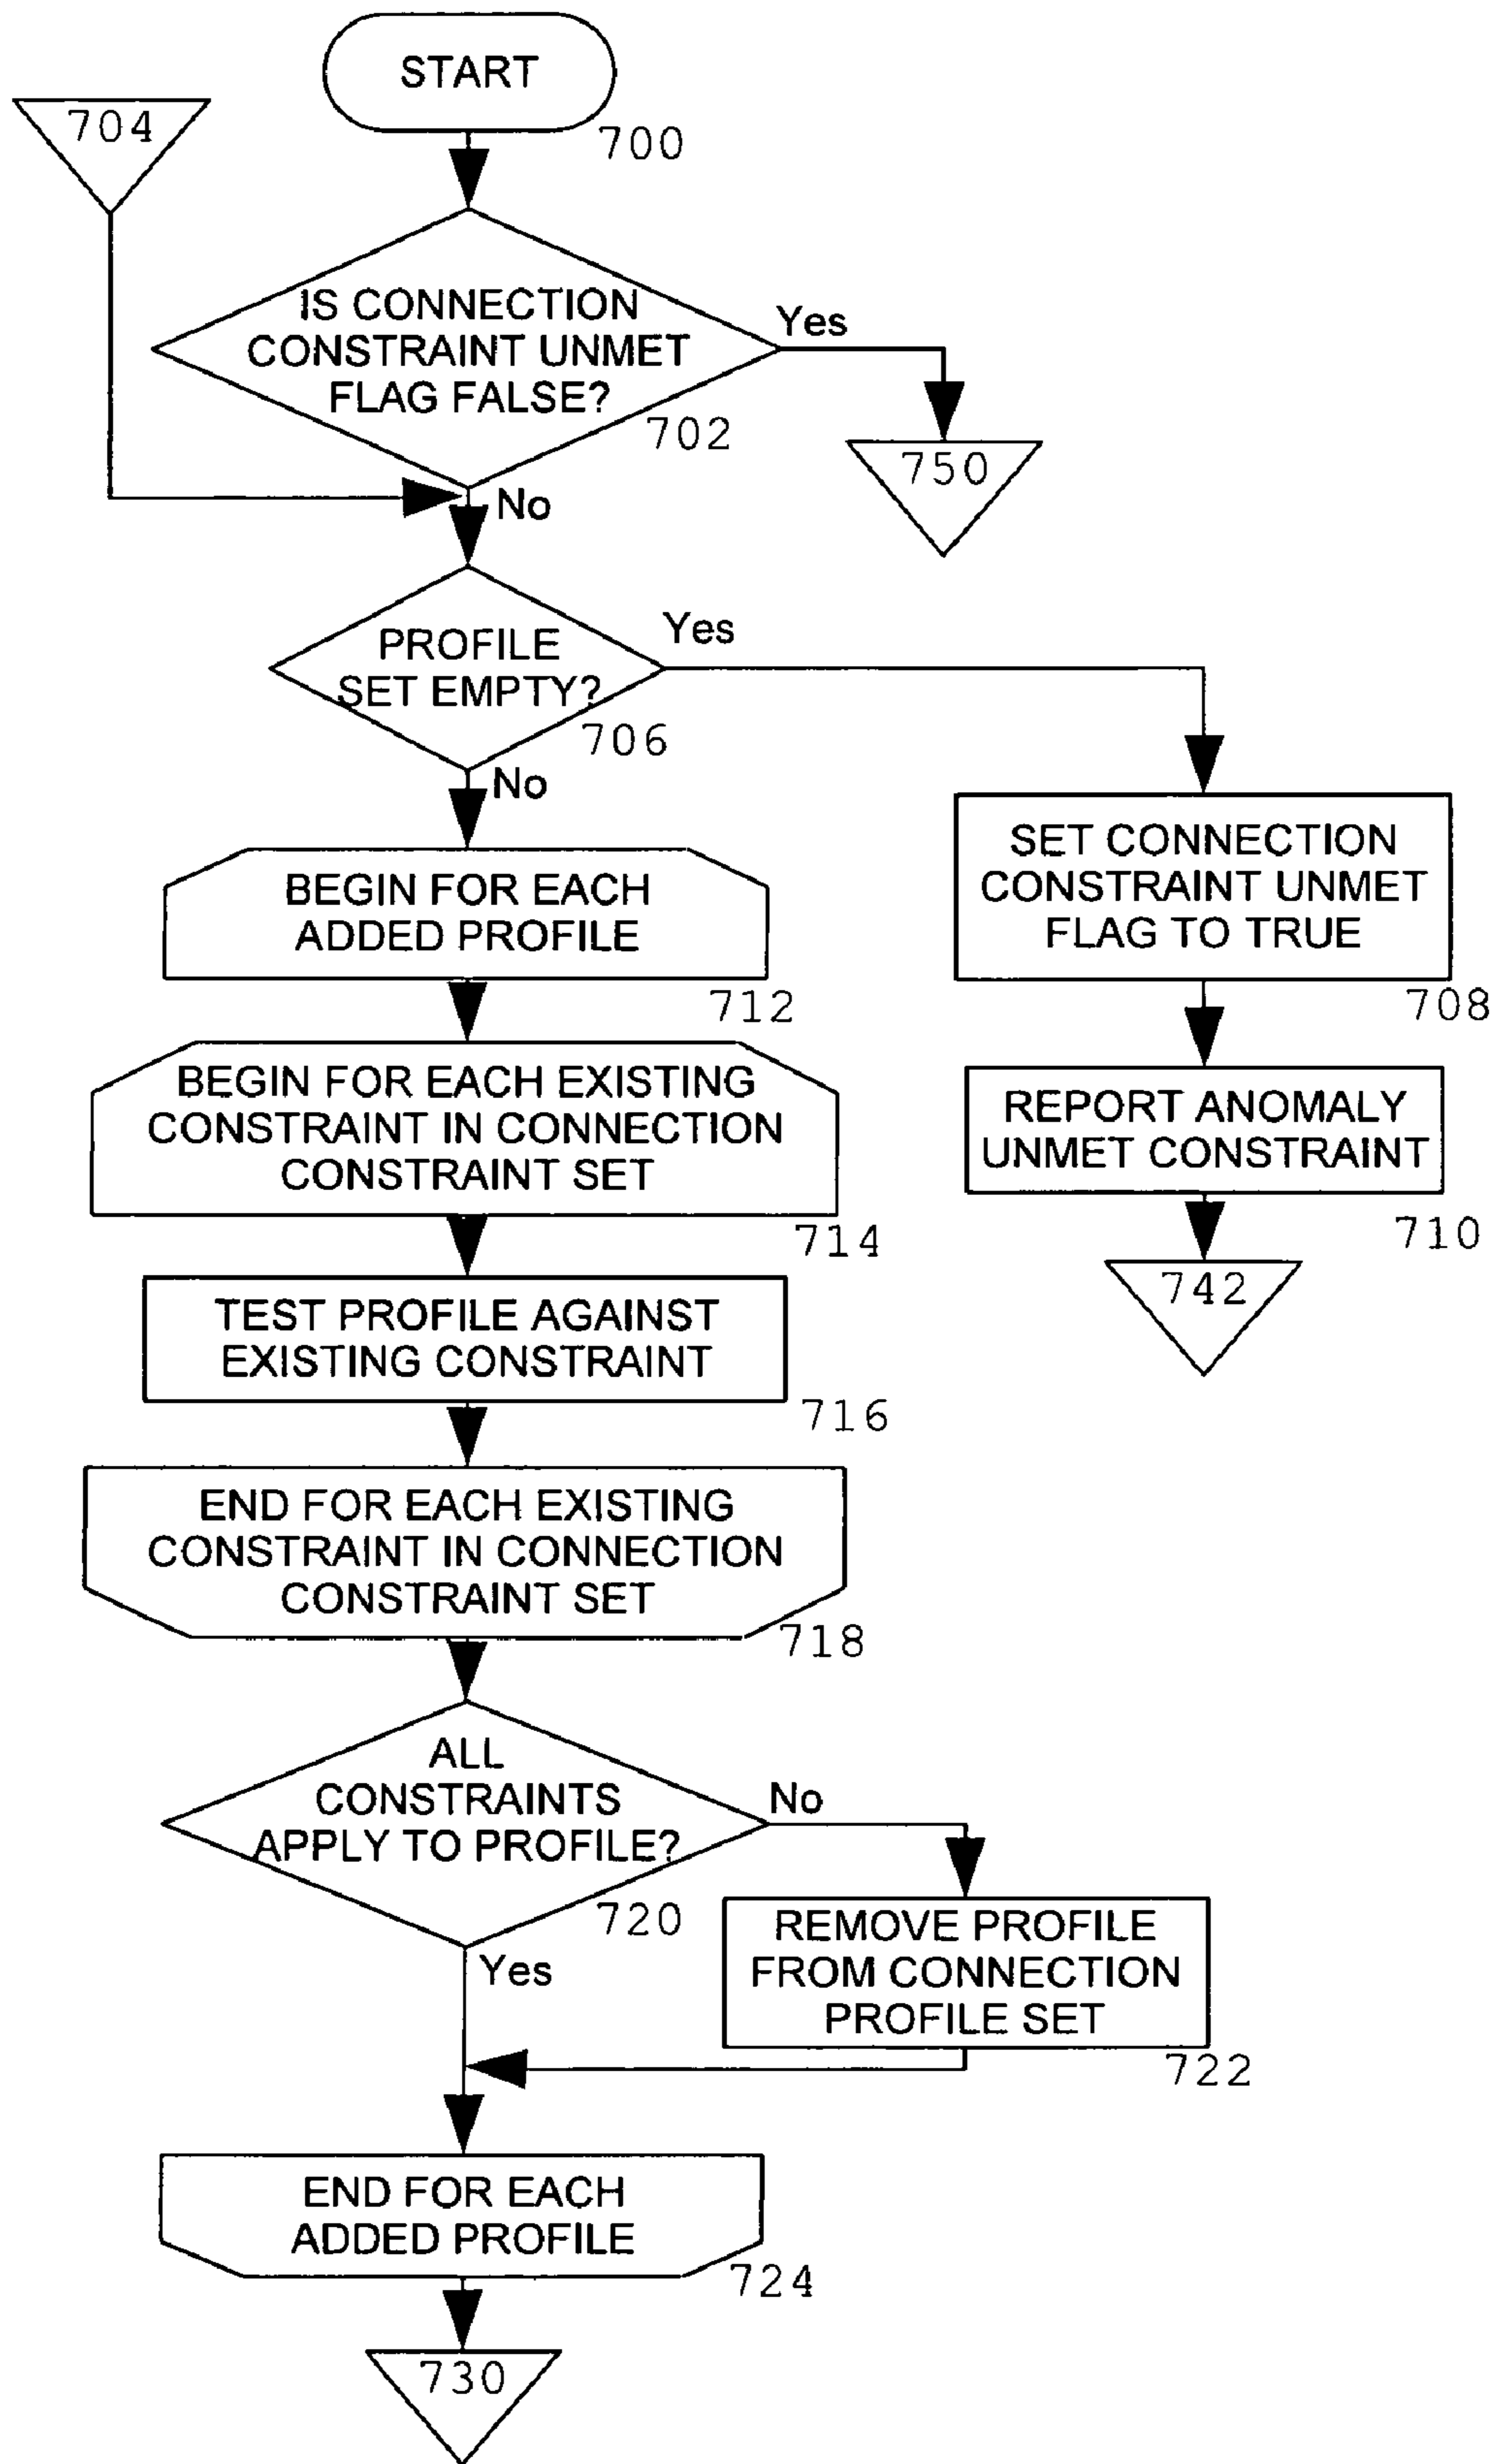 START
700
704
IS CONNECTION
CONSTRAINT UNMET
FLAG FALSE?
702
Yes
750
No
PROFILE
SET EMPTY?
706
Yes
No
SET CONNECTION
CONSTRAINT UNMET
FLAG TO TRUE
708
BEGIN FOR EACH
ADDED PROFILE
712
REPORT ANOMALY
UNMET CONSTRAINT
710
742
BEGIN FOR EACH EXISTING
CONSTRAINT IN CONNECTION
CONSTRAINT SET
714
TEST PROFILE AGAINST
EXISTING CONSTRAINT
716
END FOR EACH EXISTING
CONSTRAINT IN CONNECTION
CONSTRAINT SET
718
ALL
CONSTRAINTS
APPLY TO PROFILE?
720
No
Yes
REMOVE PROFILE
FROM CONNECTION
PROFILE SET
722
END FOR EACH
ADDED PROFILE
724
730